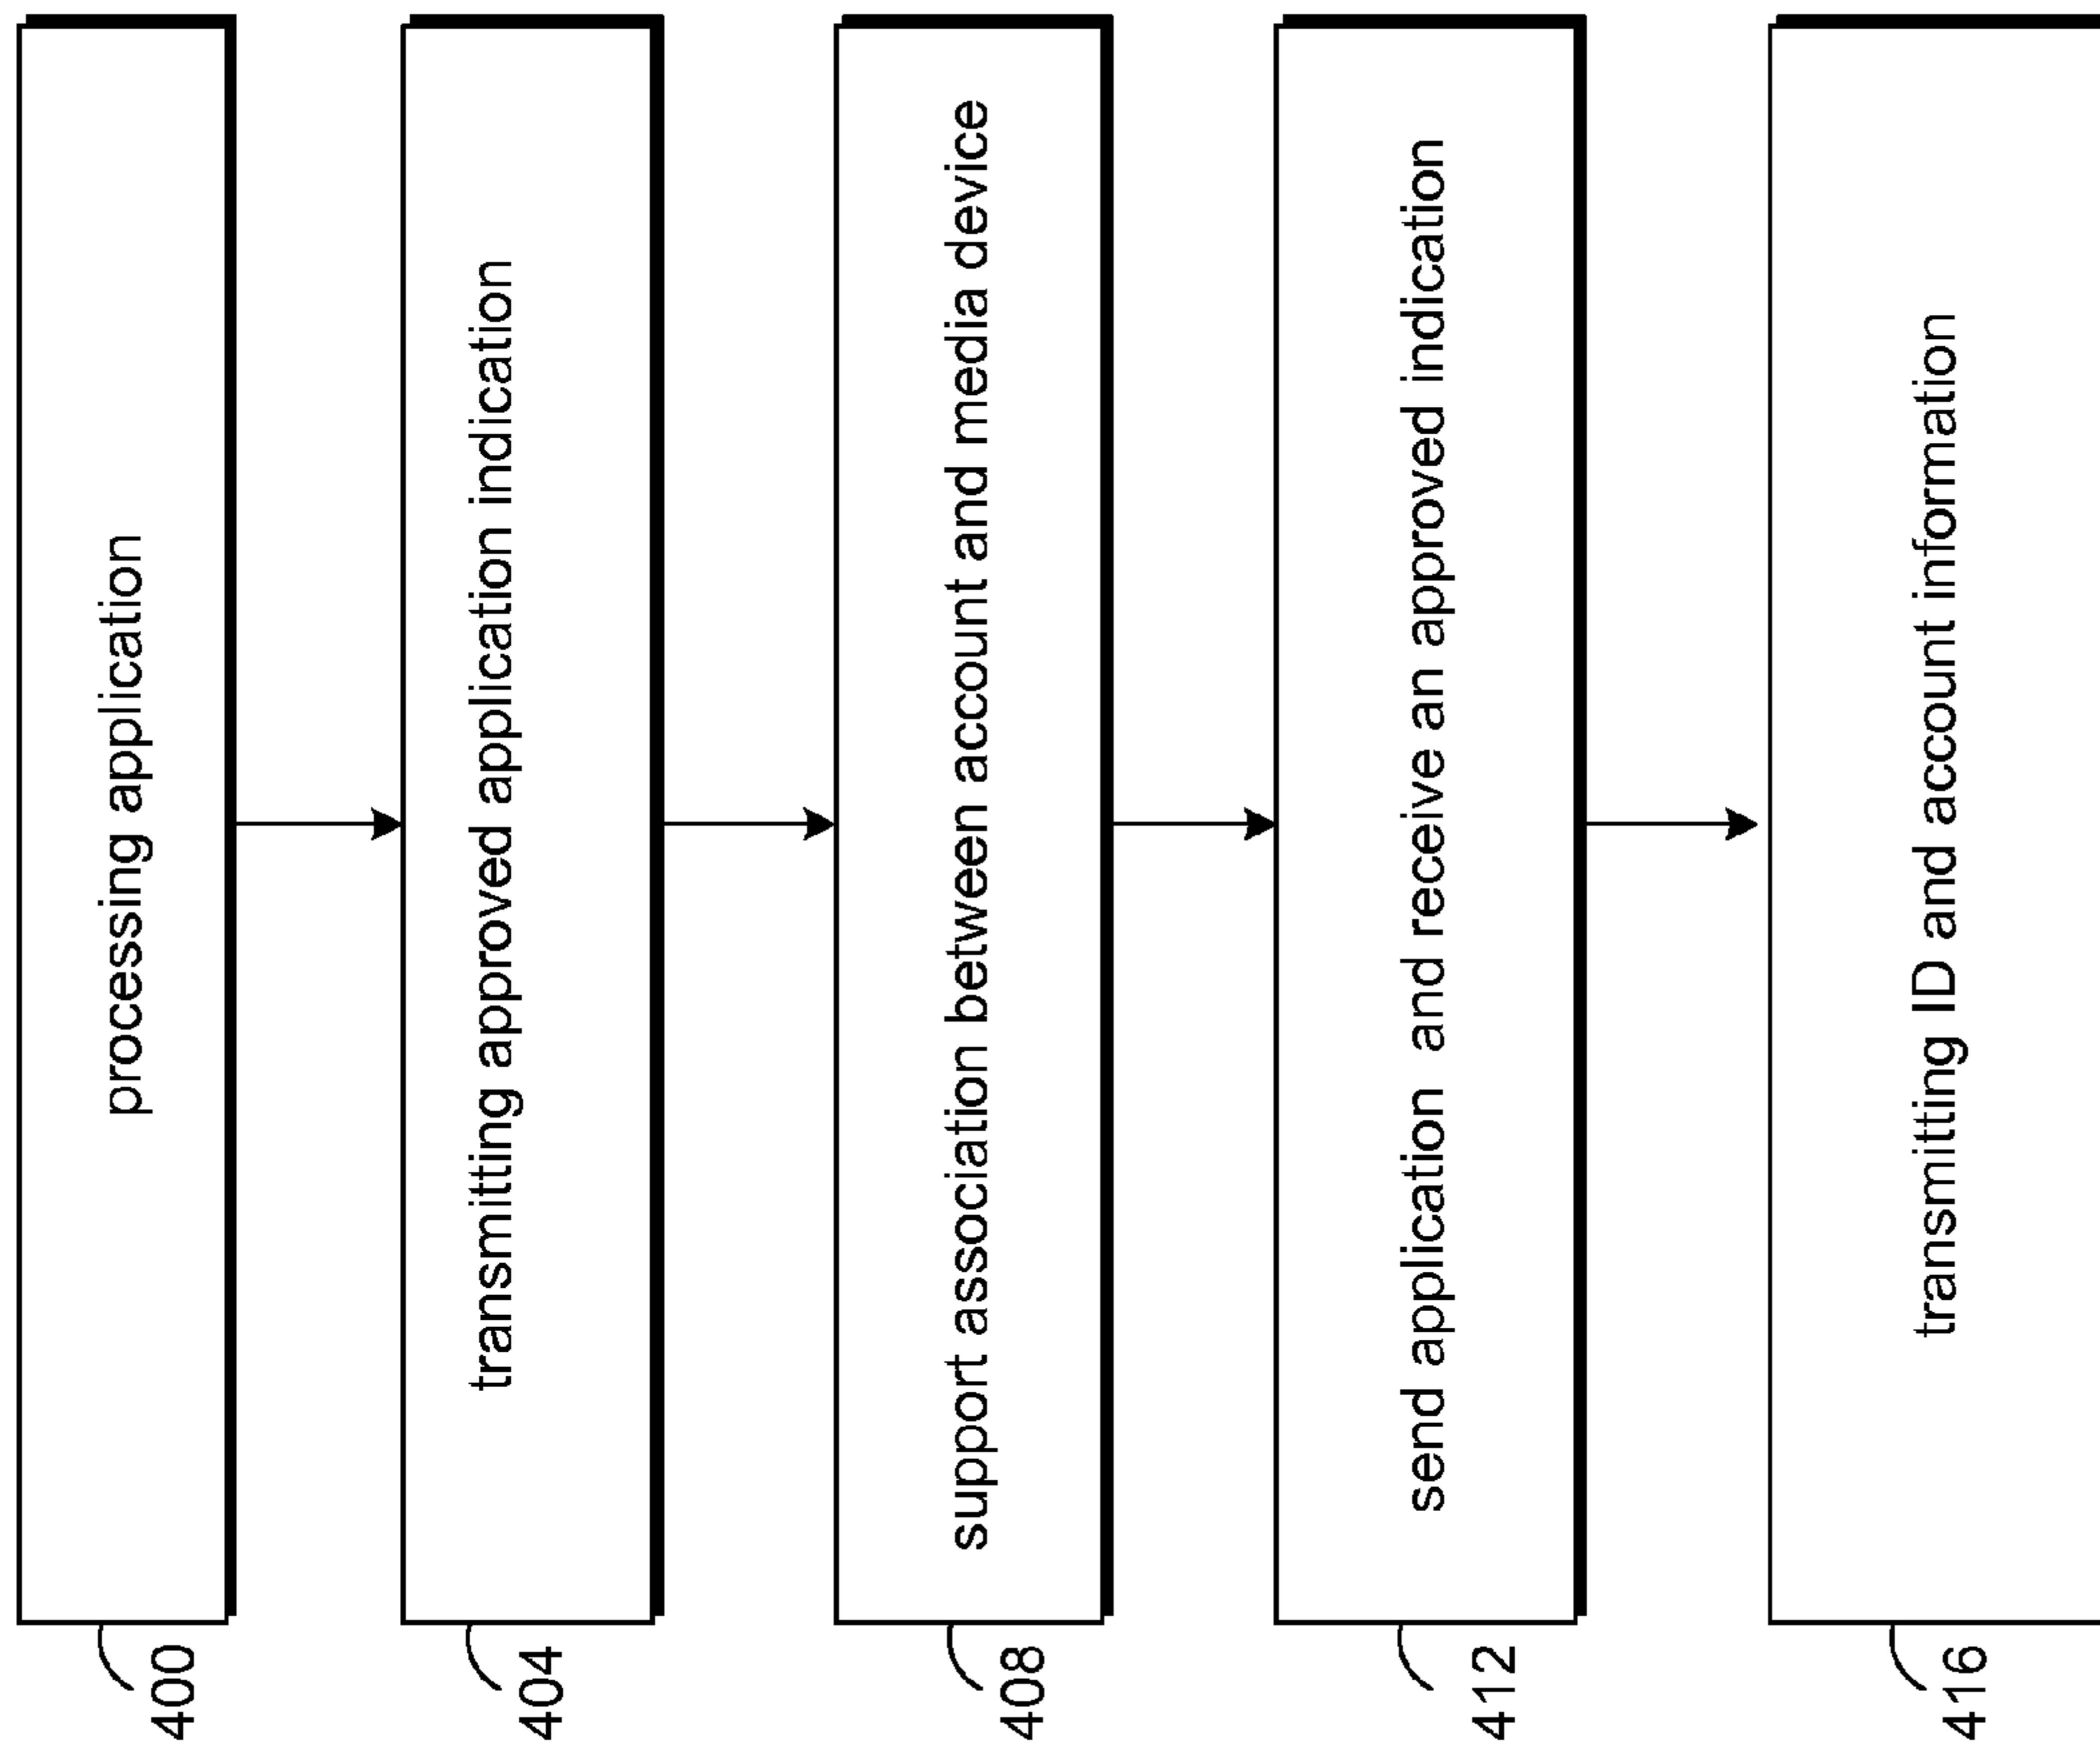 400
processing application
404
transmitting approved application indication
408
support association between account and media device
412
send application and receive an approved indication
416
transmitting ID and account information